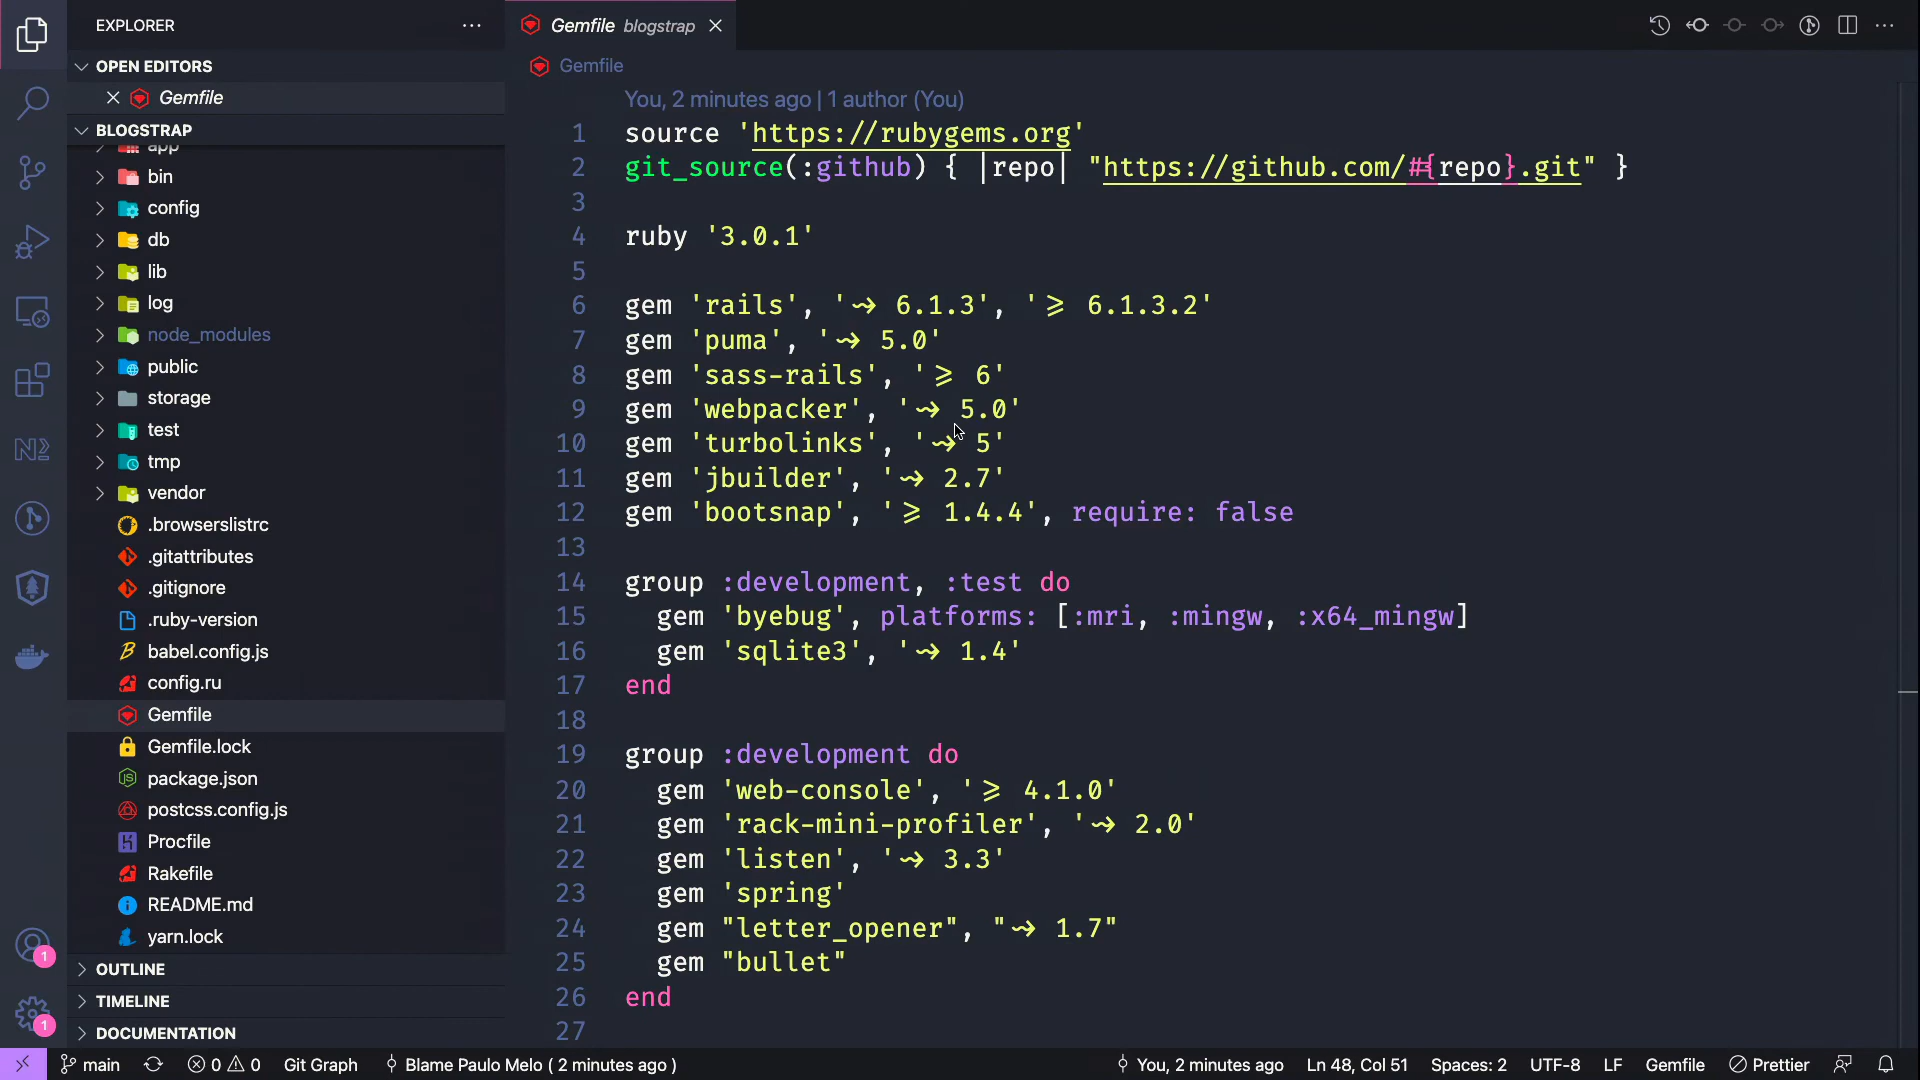 EXPLORER
OPEN EDITORS
Gemfile
BLOGSTRAP
app
bin
config
db
lib
log
node_modules
public
storage
test
tmp
vendor
.browserslistrc
.gitattributes
.gitignore
.ruby-version
babel.config.js
config.ru
Gemfile
Gemfile.lock
package.json
postcss.config.js
Procfile
Rakefile
README.md
yarn.lock
OUTLINE
TIMELINE
DOCUMENTATION
1
1
Gemfile blogstrap
Gemfile
You, 2 minutes ago | 1 author (You)
1 source 'https://rubygems.org'
2 git_source(:github) { |repo| "https://github.com/#{repo}.git" }
3
4 ruby '3.0.1'
5
6 gem 'rails', '~> 6.1.3', '>= 6.1.3.2'
7 gem 'puma', '~> 5.0'
8 gem 'sass-rails', '>= 6'
9 gem 'webpacker', '~> 5.0'
10 gem 'turbolinks', '~> 5'
11 gem 'jbuilder', '~> 2.7'
12 gem 'bootsnap', '>= 1.4.4', require: false
13
14 group :development, :test do
15 gem 'byebug', platforms: [:mri, :mingw, :x64_mingw]
16 gem 'sqlite3', '~> 1.4'
17 end
18
19 group :development do
20 gem 'web-console', '>= 4.1.0'
21 gem 'rack-mini-profiler', '~> 2.0'
22 gem 'listen', '~> 3.3'
23 gem 'spring'
24 gem "letter_opener", "~> 1.7"
25 gem "bullet"
26 end
27
main 0 0 Git Graph Blame Paulo Melo ( 2 minutes ago ) You, 2 minutes ago Ln 48, Col 51 Spaces: 2 UTF-8 LF Gemfile Prettier